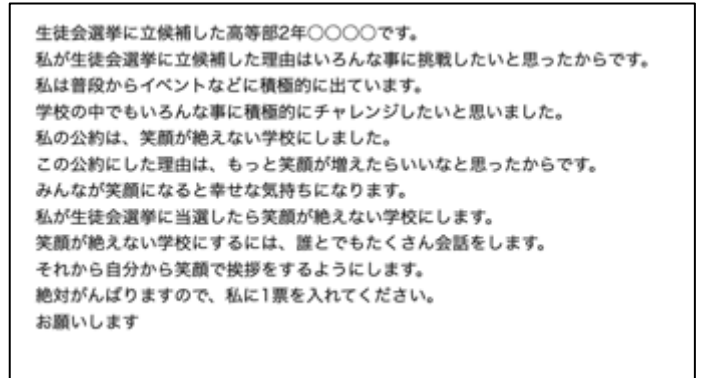 生徒会選挙に立候補した高等部2年〇〇〇〇です。
私が生徒会選挙に立候補した理由はいろんな事に挑戦したいと思ったからです。
私は普段からイベントなどに積極的に出ています。
学校の中でもいろんな事に積極的にチャレンジしたいと思いました。
私の公約は、笑顔が絶えない学校にしました。
この公約にした理由は、もっと笑顔が増えたらいいなと思ったからです。
みんなが笑顔になると幸せな気持ちになります。
私が生徒会選挙に当選したら笑顔が絶えない学校にします。
笑顔が絶えない学校にするには、誰とでもたくさん会話をします。
それから自分から笑顔で挨拶をするようにします。
絶対がんばりますので、私に1票を入れてください。
お願いします